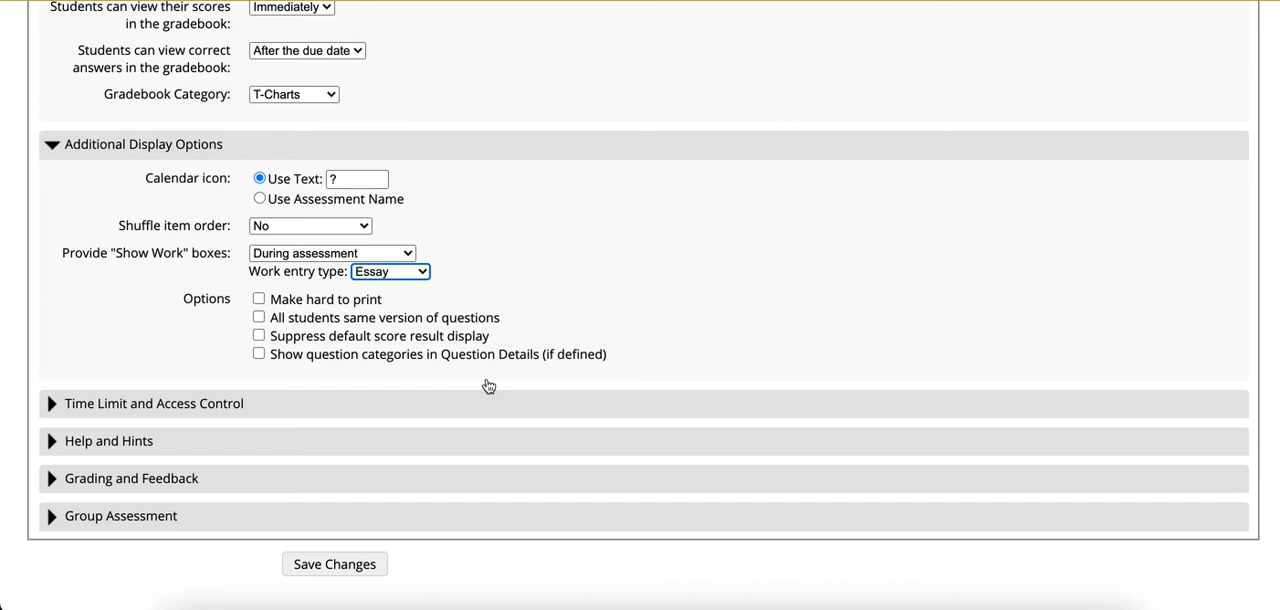 Students can view their scores Immediately
in the gradebook:
Students can view correct After the due date
answers in the gradebook:
Gradebook Category: T-Charts
Additional Display Options
Calendar icon: Use Text: ?
Use Assessment Name
Shuffle item order: No
Provide "Show Work" boxes: During assessment
Work entry type: Essay
Options Make hard to print
All students same version of questions
Suppress default score result display
Show question categories in Question Details (if defined)
Time Limit and Access Control
Help and Hints
Grading and Feedback
Group Assessment
Save Changes